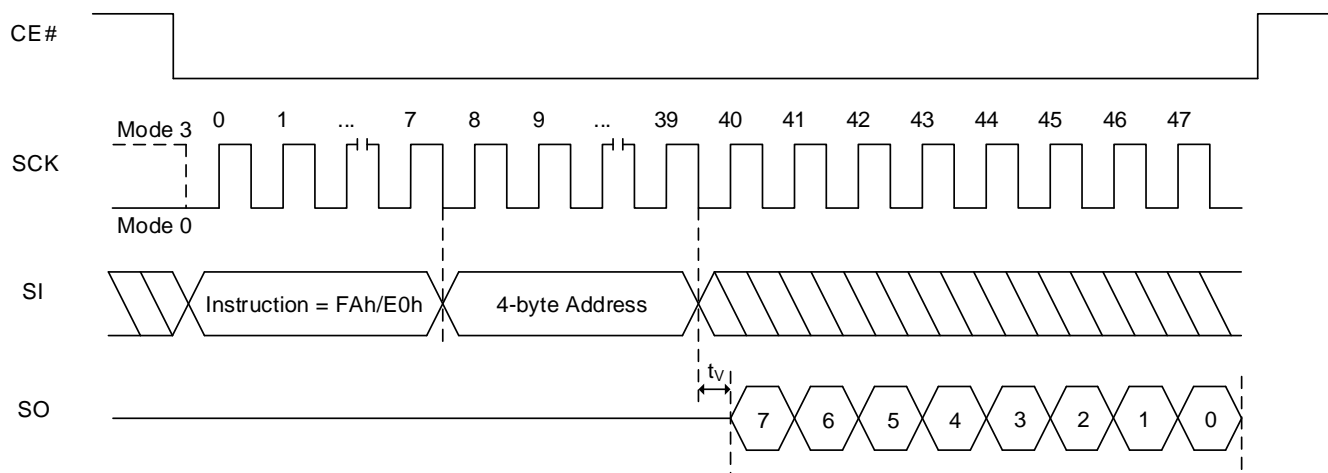 CE#
0 1 ... 7 8 9 ... 39 40 41 42 43 44 45 46 47
Mode 3
SCK
Mode 0
SI
Instruction = FAh/E0h 4-byte Address
tV
SO
7 6 5 4 3 2 1 0